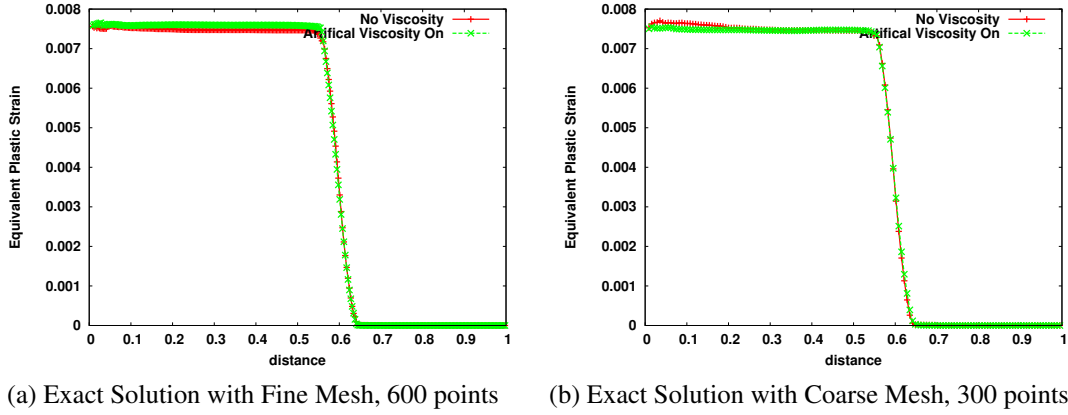 0.008
0.007
0.006
0.005
0.004
0.003
0.002
0.001
0
Equivalent Plastic Strain
No Viscosity
Artifical Viscosity On
0 0.1 0.2 0.3 0.4 0.5 0.6 0.7 0.8 0.9 1
distance
(a) Exact Solution with Fine Mesh, 600 points
0.008
0.007
0.006
0.005
0.004
0.003
0.002
0.001
0
Equivalent Plastic Strain
No Viscosity
Artifical Viscosity On
0 0.1 0.2 0.3 0.4 0.5 0.6 0.7 0.8 0.9 1
distance
(b) Exact Solution with Coarse Mesh, 300 points